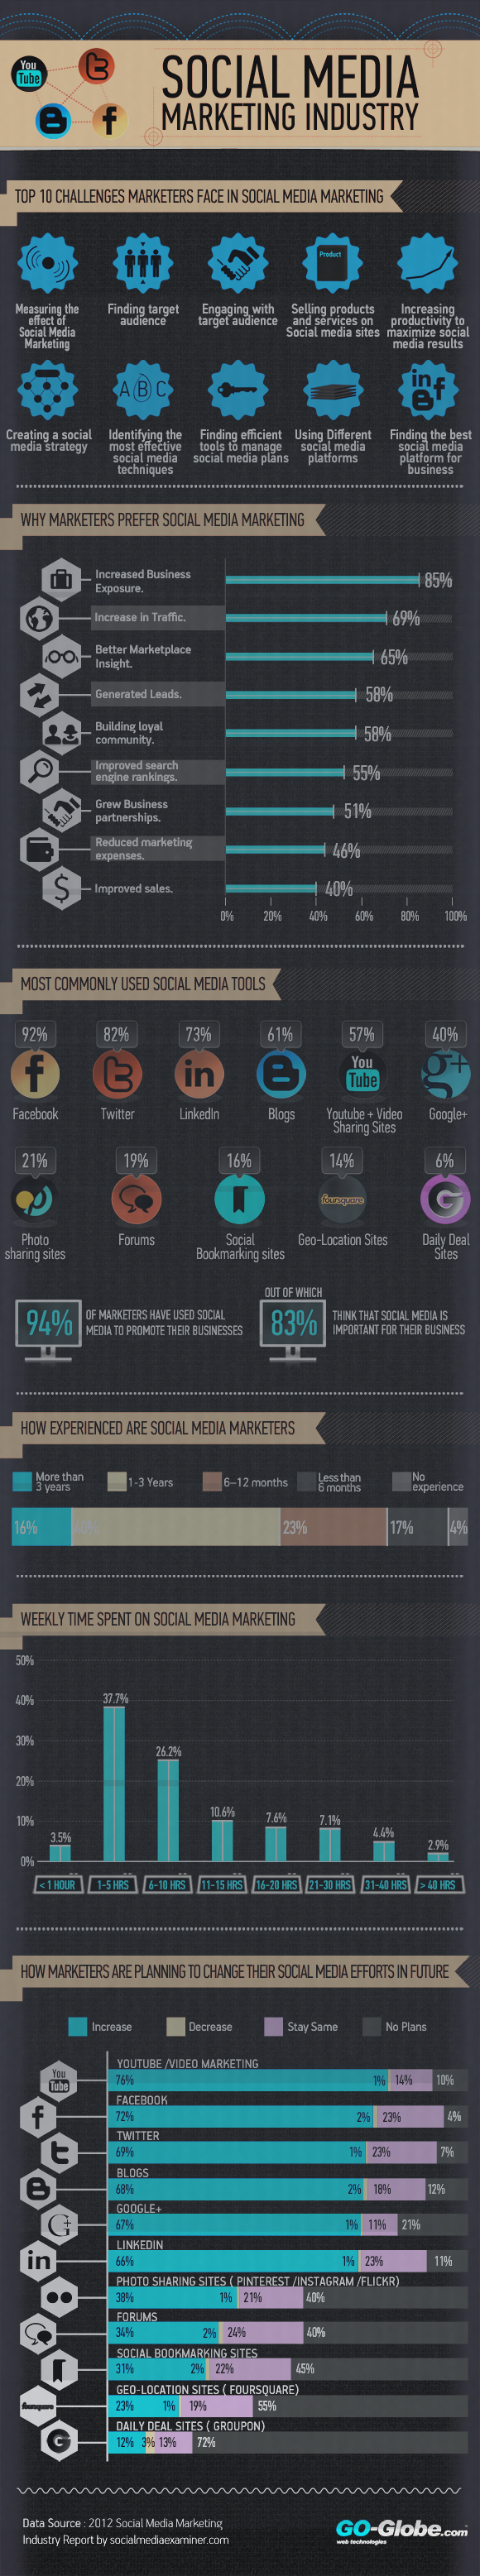 You
Tube
SOCIAL MEDIA
MARKETING INDUSTRY
TOP 10 CHALLENGES MARKETERS FACE IN SOCIAL MEDIA MARKETING
Product
Measuring the
effect of
Social Media
Marketing
Finding target
audience
Engaging with
target audience
Selling products
and services on
Social media sites
Increasing
productivity to
maximize social
media results
A B C
in f B
Creating a social
media strategy
Identifying the
most effective
social media
techniques
Finding efficient
tools to manage
social media plans
Using Different
social media
platforms
Finding the best
social media
platform for
business
WHY MARKETERS PREFER SOCIAL MEDIA MARKETING
Increased Business
Exposure.
85%
Increase in Traffic.
69%
Better Marketplace
Insight.
65%
Generated Leads.
58%
Building loyal
community.
58%
Improved search
engine rankings.
55%
Grew Business
partnerships.
51%
Reduced marketing
expenses.
46%
Improved sales.
40%
0% 20% 40% 60% 80% 100%
MOST COMMONLY USED SOCIAL MEDIA TOOLS
92% 82% 73% 61% 57% 40%
f t in B You Tube g+
Facebook Twitter LinkedIn Blogs Youtube + Video
Sharing Sites
Google+
21% 19% 16% 14% 6%
foursquare G
Photo
sharing sites
Forums
Social
Bookmarking sites
Geo-Location Sites
Daily Deal
Sites
94%
OF MARKETERS HAVE USED SOCIAL
MEDIA TO PROMOTE THEIR BUSINESSES
OUT OF WHICH
83%
THINK THAT SOCIAL MEDIA IS
IMPORTANT FOR THEIR BUSINESS
HOW EXPERIENCED ARE SOCIAL MEDIA MARKETERS
More than
3 years
1-3 Years
6-12 months
Less than
6 months
No
experience
16% 40% 23% 17% 4%
WEEKLY TIME SPENT ON SOCIAL MEDIA MARKETING
50%
40%
30%
20%
10%
0%
3.5% 37.7% 26.2% 10.6% 7.6% 7.1% 4.4% 2.9%
< 1 HOUR 1-5 HRS 6-10 HRS 11-15 HRS 16-20 HRS 21-30 HRS 31-40 HRS > 40 HRS
HOW MARKETERS ARE PLANNING TO CHANGE THEIR SOCIAL MEDIA EFFORTS IN FUTURE
Increase Decrease Stay Same No Plans
You
Tube
YOUTUBE /VIDEO MARKETING
76% 1% 14% 10%
FACEBOOK
72% 2% 23% 4%
TWITTER
69% 1% 23% 7%
BLOGS
68% 2% 18% 12%
GOOGLE+
67% 1% 11% 21%
LINKEDIN
66% 1% 23% 11%
PHOTO SHARING SITES ( PINTEREST /INSTAGRAM /FLICKR)
38% 1% 21% 40%
FORUMS
34% 2% 24% 40%
SOCIAL BOOKMARKING SITES
31% 2% 22% 45%
GEO-LOCATION SITES ( FOURSQUARE)
foursquare
23% 1% 19% 55%
DAILY DEAL SITES ( GROUPON)
12% 3% 13% 72%
Data Source : 2012 Social Media Marketing
Industry Report by socialmediaexaminer.com
GO-Globe.com
web technologies